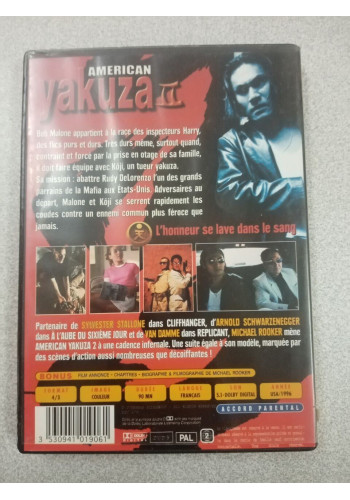 AMERICAN
yakuza II
Bob Malone appartient à la race des inspecteurs Harry,
des flics purs et durs. Très durs même, surtout quand,
contraint et forcé par la prise en otage de sa famille,
il doit faire équipe avec Köji, un tueur yakuza.
Sa mission : abattre Rudy DeLorenzo l'un des grands
parrains de la Mafia aux Etats-Unis. Adversaires au
départ, Malone et Köji se serrent rapidement les
coudes contre un ennemi commun plus féroce que
jamais.
L'honneur se lave dans le sang
Partenaire de SYLVESTER STALLONE dans CLIFFHANGER, d'ARNOLD SCHWARZENEGGER
dans À L'AUBE DU SIXIÈME JOUR et de VAN DAMME dans REPLICANT, MICHAEL ROOKER mène
AMERICAN YAKUZA 2 à une cadence infernale. Une suite égale à son modèle, marquée par
des scènes d'action aussi nombreuses que décoiffantes !
BONUS FILM ANNONCE - CHAPITRES - BIOGRAPHIE & FILMOGRAPHIE DE MICHAEL ROOKER
FORMAT IMAGE DURÉE LANGUE SON ANNÉE
4/3 COULEUR 90 MN FRANÇAIS 5.1-DOLBY DIGITAL USA/1996
ACCORD PARENTAL
3 530941 019061
DOLBY PAL 2